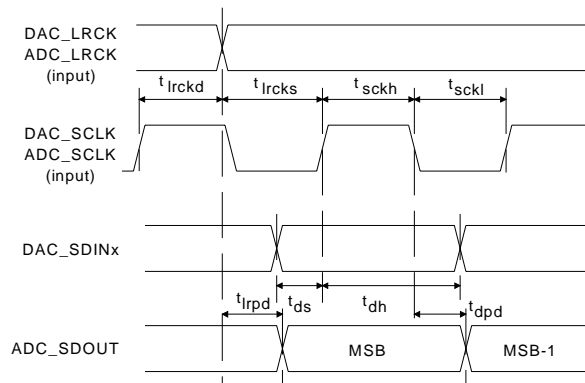 DAC_LRCK
ADC_LRCK
(input)
t lrckd
t lrcks
t sckh
t sckl
DAC_SCLK
ADC_SCLK
(input)
DAC_SDINx
t lrpd
t ds
t dh
t dpd
ADC_SDOUT
MSB
MSB-1